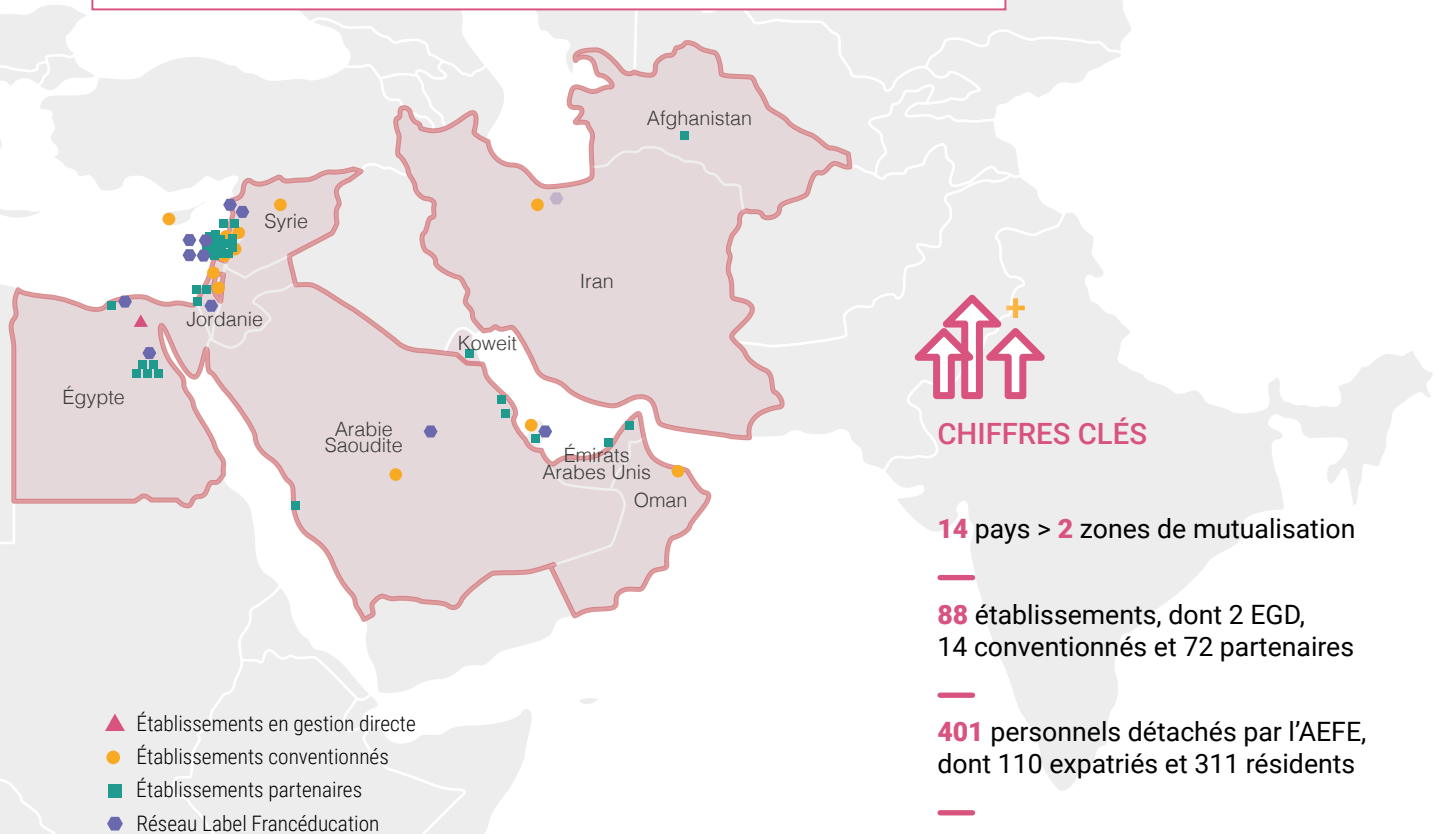 Afghanistan
Syrie
Iran
Jordanie
Koweit
Égypte
Arabie
Saoudite
Émirats
Arabes Unis
Oman
+
CHIFFRES CLÉS
14 pays > 2 zones de mutualisation
88 établissements, dont 2 EGD,
14 conventionnés et 72 partenaires
401 personnels détachés par l’AEFE,
dont 110 expatriés et 311 résidents
Établissements en gestion directe
Établissements conventionnés
Établissements partenaires
Réseau Label Francéducation